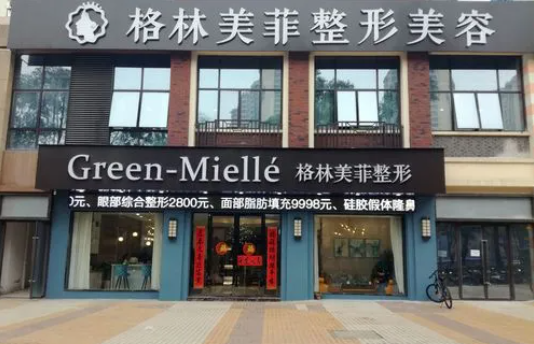 格林美菲整形美容
Green-Miellé 格林美菲整形
0元、眼部综合整形2800元、面部脂肪填充9998元、硅胶假体隆鼻